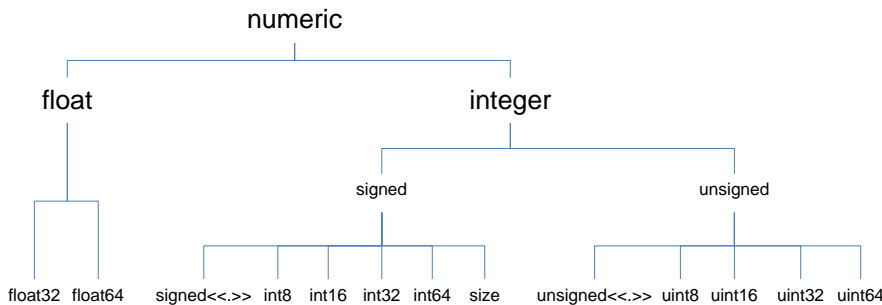 numeric
float integer
signed unsigned
float32 float64 signed<<.>> int8 int16 int32 int64 size unsigned<<.>> uint8 uint16 uint32 uint64